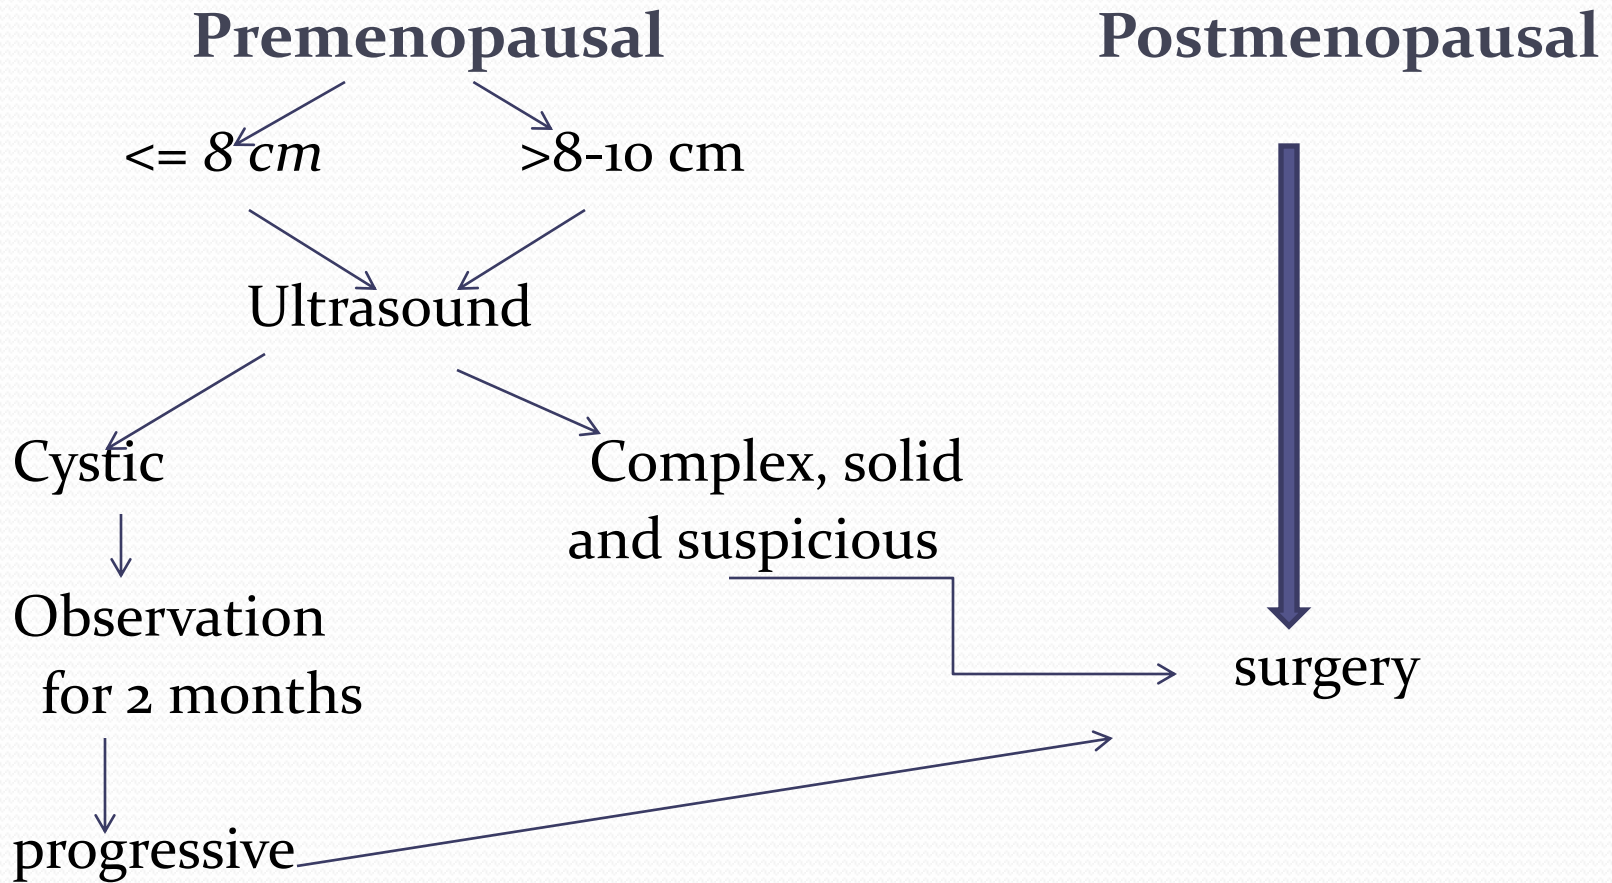 Premenopausal Postmenopausal
<= 8 cm >8-10 cm
Ultrasound
Cystic Complex, solid
and suspicious
Observation
for 2 months
surgery
progressive